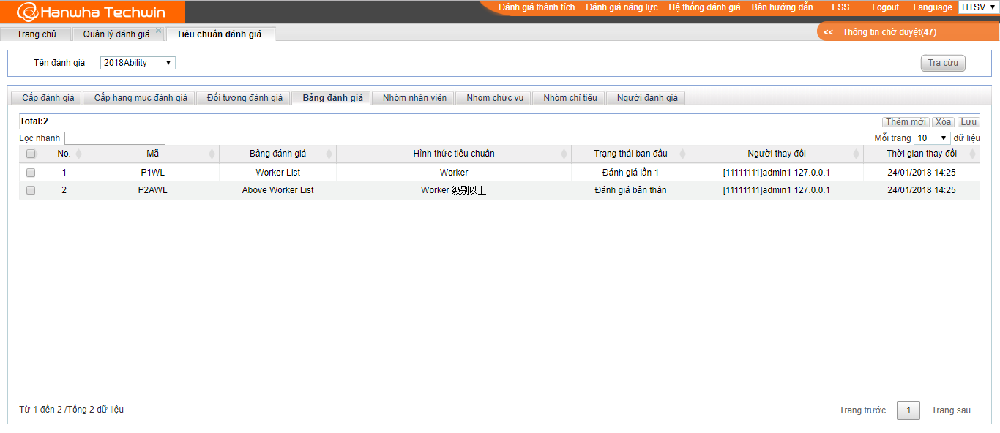 Hanwha Techwin
Đánh giá thành tích Đánh giá năng lực Hệ thống đánh giá Bản hướng dẫn ESS Logout Language HTSV
Trang chủ Quản lý đánh giá Tiêu chuẩn đánh giá << Thông tin chờ duyệt(47)
Tên đánh giá 2018Ability Tra cứu
Cấp đánh giá Cấp hạng mục đánh giá Đối tượng đánh giá Bảng đánh giá Nhóm nhân viên Nhóm chức vụ Nhóm chỉ tiêu Người đánh giá
Total:2 Thêm mới Xóa Lưu
Lọc nhanh Mỗi trang 10 dữ liệu
No. Mã Bảng đánh giá Hình thức tiêu chuẩn Trạng thái ban đầu Người thay đổi Thời gian thay đổi
1 P1WL Worker List Worker Đánh giá lần 1 [11111111]admin1 127.0.0.1 24/01/2018 14:25
2 P2AWL Above Worker List Worker 级别以上 Đánh giá bản thân [11111111]admin1 127.0.0.1 24/01/2018 14:25
Từ 1 đến 2 /Tổng 2 dữ liệu Trang trước 1 Trang sau